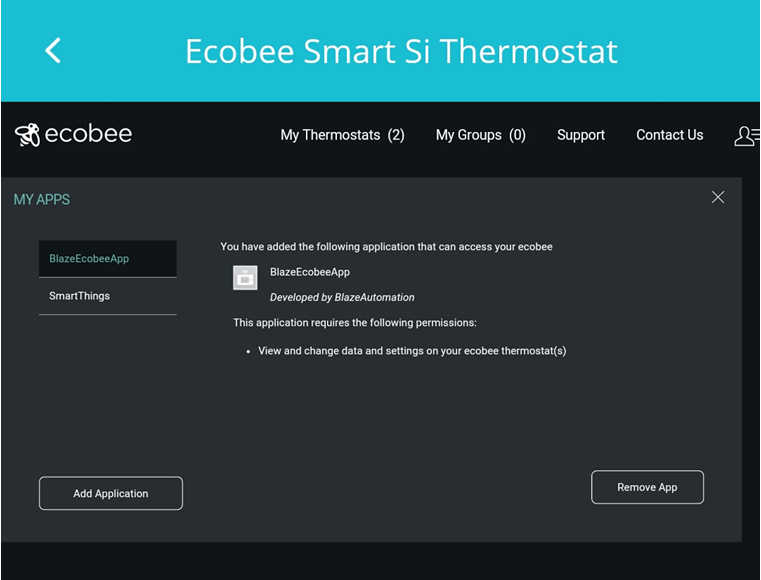 Ecobee Smart Si Thermostat
ecobee
My Thermostats (2) My Groups (0) Support Contact Us
MY APPS
BlazeEcobeeApp
SmartThings
You have added the following application that can access your ecobee
BlazeEcobeeApp
Developed by BlazeAutomation
This application requires the following permissions:
• View and change data and settings on your ecobee thermostat(s)
Add Application
Remove App